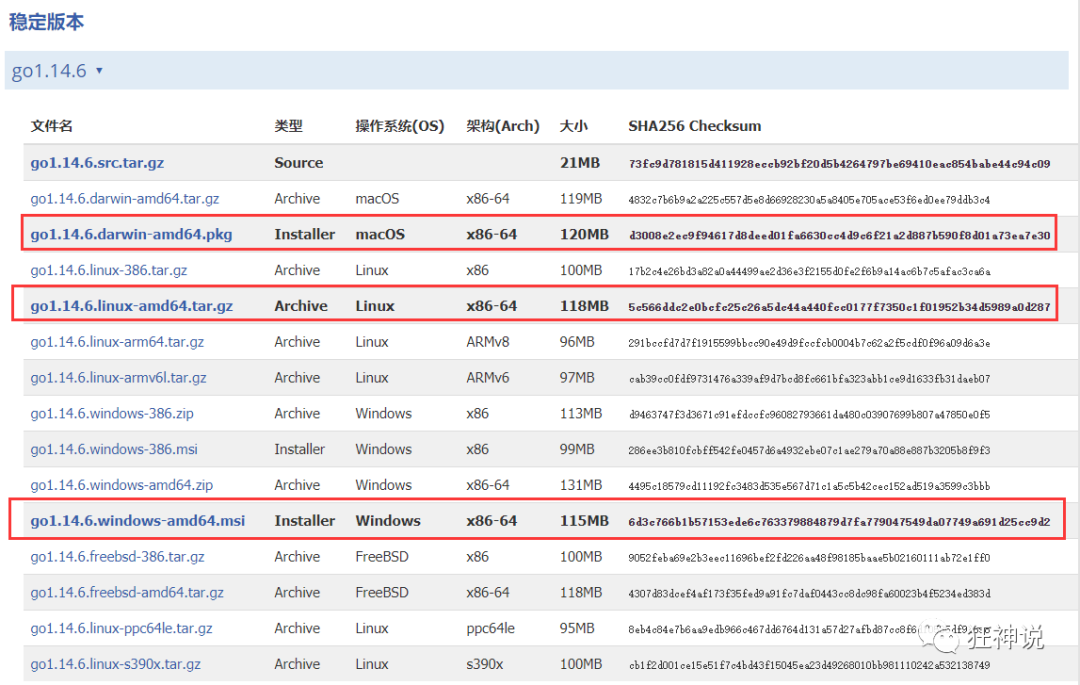 稳定版本
go1.14.6 ▾
文件名 类型 操作系统(OS) 架构(Arch) 大小 SHA256 Checksum
go1.14.6.src.tar.gz Source 21MB 73fc9d781815d411928eccb92bf20d5b4264797be69410eac854babe44c94c09
go1.14.6.darwin-amd64.tar.gz Archive macOS x86-64 119MB 4832c7b6b9a2a225c557d5e8d66928230a5a8405e705ace53f6ed0ee79ddb3c4
go1.14.6.darwin-amd64.pkg Installer macOS x86-64 120MB d3008e2ec9f94617d8deed01fa6630cc4d9c6f21a2d887b590f8d01a73ea7e30
go1.14.6.linux-386.tar.gz Archive Linux x86 100MB 17b2c4e26bd3a82a0a44499ae2d36e3f2155d0fe2f6b9a14ac6b7c5afac3ca6a
go1.14.6.linux-amd64.tar.gz Archive Linux x86-64 118MB 5c566ddc2e0bcfc25c26a5dc44a440fcc0177f7350c1f01952b34d5989a0d287
go1.14.6.linux-arm64.tar.gz Archive Linux ARMv8 96MB 291bccfd7d7f1915599bbcc90e49d9fccfcb0004b7c62a2f5cdf0f96a09d6a3e
go1.14.6.linux-armv6l.tar.gz Archive Linux ARMv6 97MB cab39cc0fdf9731476a339af9d7bcd8fc661bfa323abb1ce9d1633fb31daeb07
go1.14.6.windows-386.zip Archive Windows x86 113MB d9463747f3d3671c91efdccfc96082793661da480c03907699b807a47850e0f5
go1.14.6.windows-386.msi Installer Windows x86 99MB 286ee3b810fcbff542fe0457d6a4932ebe07c1ae279a70a88e887b3205b8f9f3
go1.14.6.windows-amd64.zip Archive Windows x86-64 131MB 4495c18579cd11192fc3483d535e567d71c1a5c5b42cec152ad519a3599c3bbb
go1.14.6.windows-amd64.msi Installer Windows x86-64 115MB 6d3c766b1b57153ede6c763379884879d7fa779047549da07749a691d25cc9d2
go1.14.6.freebsd-386.tar.gz Archive FreeBSD x86 100MB 9052feba69e2b3eec11696bef2fd226aa48f98185baae5b02160111ab72e1ff0
go1.14.6.freebsd-amd64.tar.gz Archive FreeBSD x86-64 118MB 4307d83dcef4af173f35fed9a91fc7daf0443cc8dc98fa60023b4f5234ed383d
go1.14.6.linux-ppc64le.tar.gz Archive Linux ppc64le 95MB
狂神说
go1.14.6.linux-s390x.tar.gz Archive Linux s390x 100MB cb1f2d001ce15e51f7c4bd43f15045ea23d49268010bb981110242a532138749